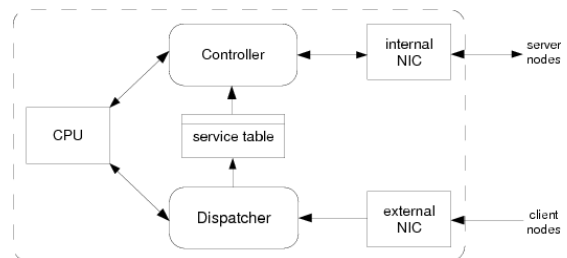 Controller
internal
NIC
server
nodes
CPU
service table
Dispatcher
external
NIC
client
nodes